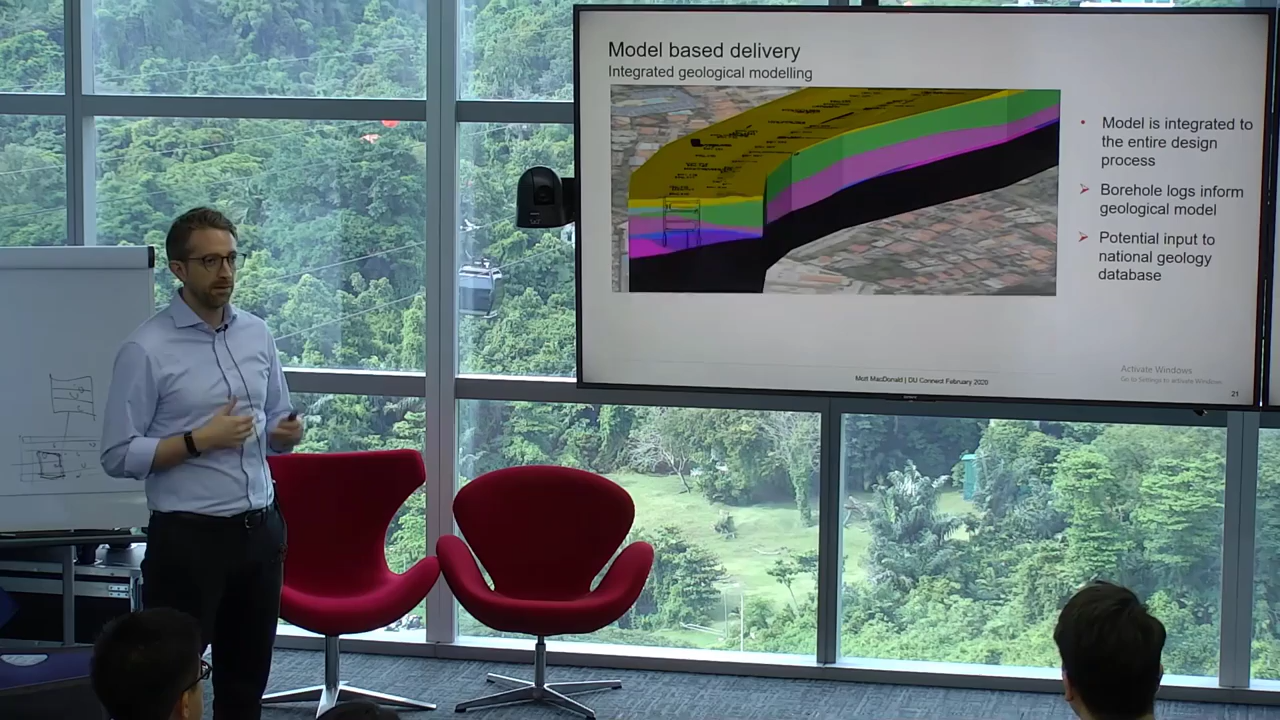 Model based delivery
Integrated geological modelling
• Model is integrated to
the entire design
process
➢ Borehole logs inform
geological model
➢ Potential input to
national geology
database
Mott MacDonald | DU Connect February 2020
Activate Windows
Go to Settings to activate Windows.
21